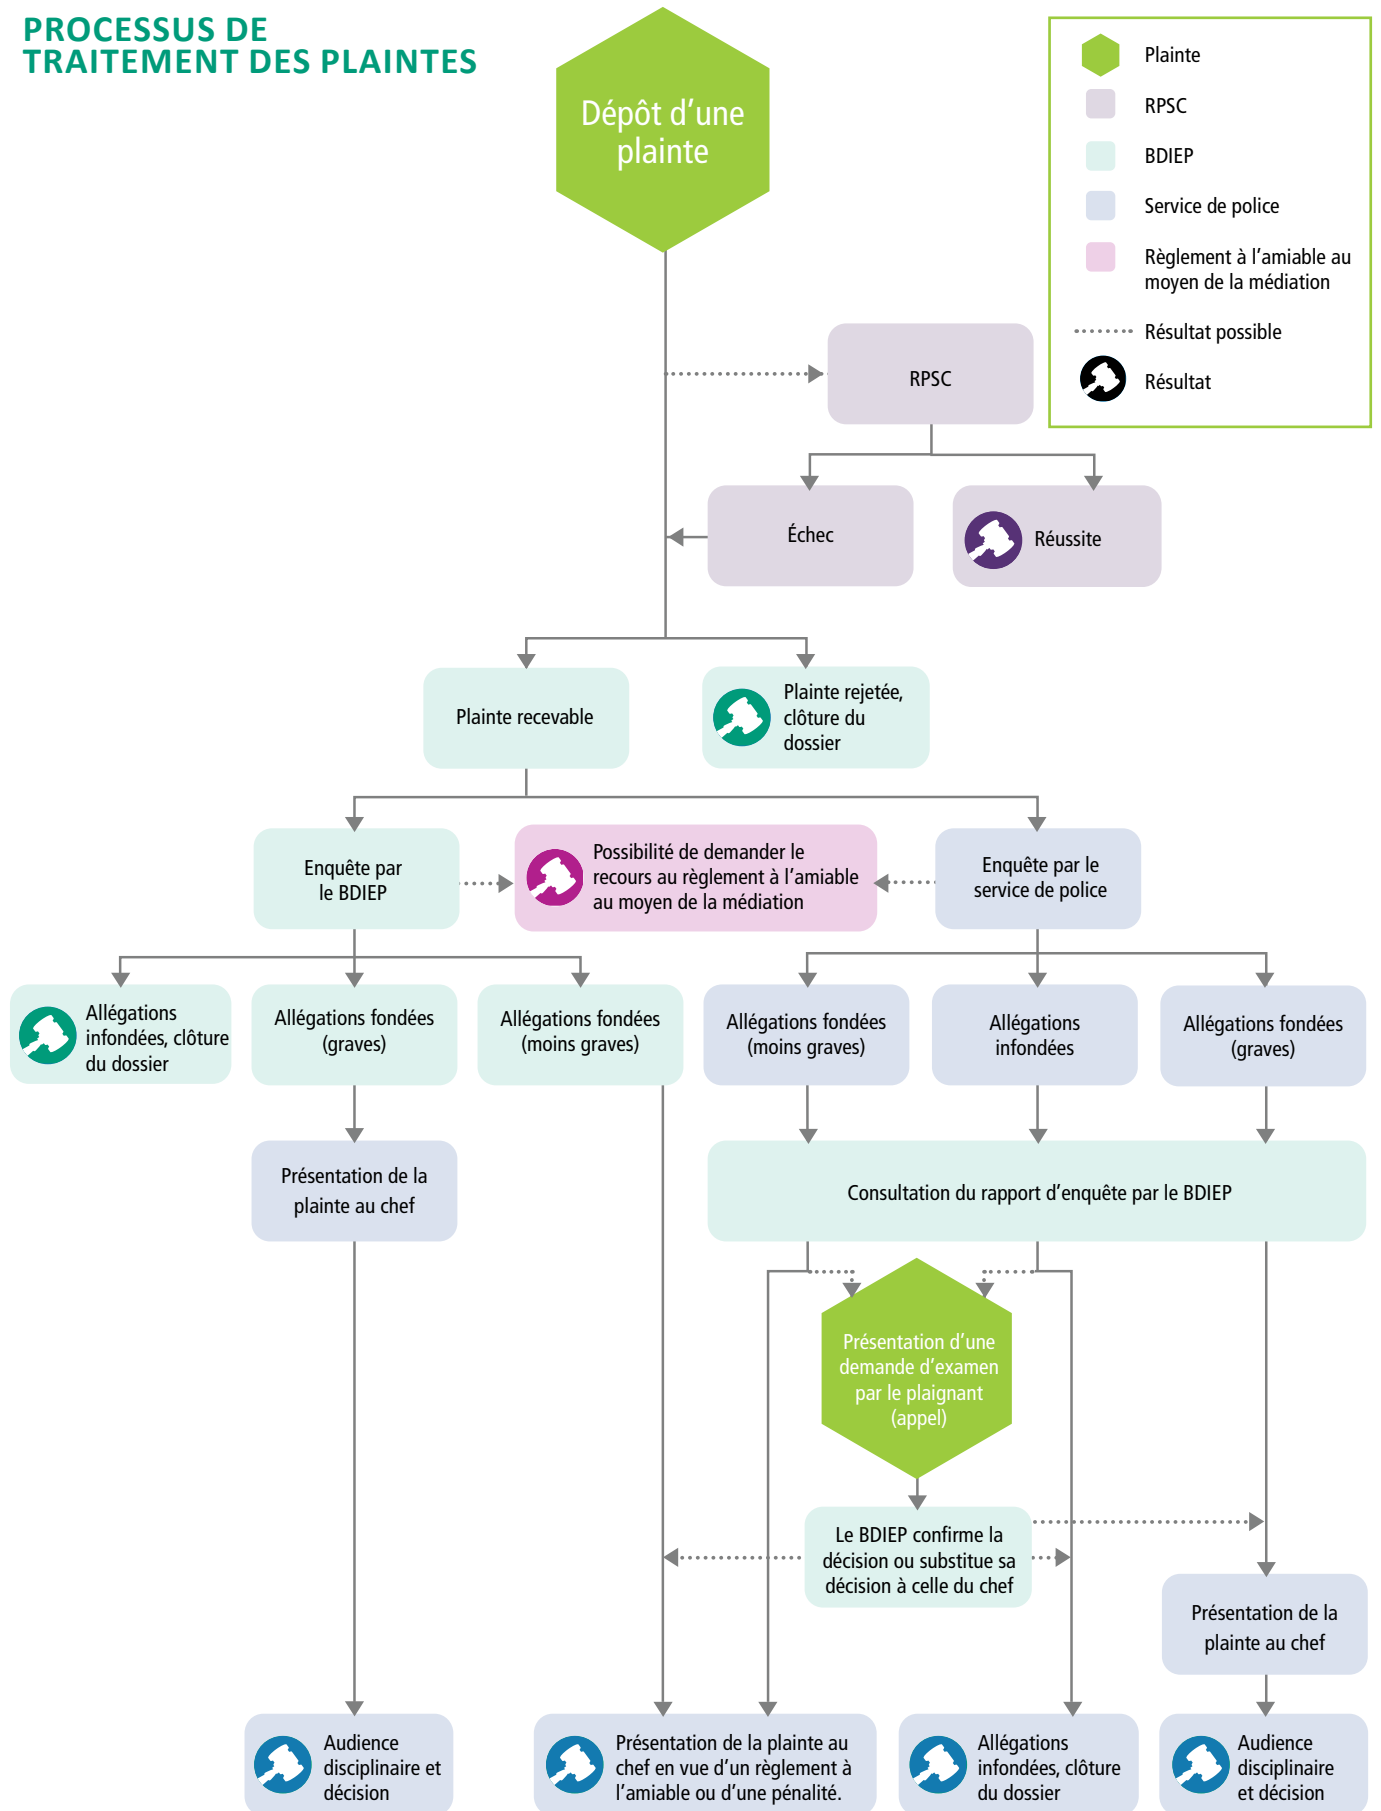 PROCESSUS DE
TRAITEMENT DES PLAINTES
Dépôt d’une
plainte
Plainte
RPSC
BDIEP
Service de police
Règlement à l’amiable au
moyen de la médiation
Résultat possible
Résultat
RPSC
Échec
Réussite
Plainte recevable
Plainte rejetée,
clôture du
dossier
Enquête par
le BDIEP
Possibilité de demander le
recours au règlement à l’amiable
au moyen de la médiation
Enquête par le
service de police
Allégations
infondées, clôture
du dossier
Allégations fondées
(graves)
Allégations fondées
(moins graves)
Allégations fondées
(moins graves)
Allégations
infondées
Allégations fondées
(graves)
Présentation de la
plainte au chef
Consultation du rapport d’enquête par le BDIEP
Présentation d’une
demande d’examen
par le plaignant
(appel)
Le BDIEP confirme la
décision ou substitue sa
décision à celle du chef
Présentation de la
plainte au chef
Audience
disciplinaire et
décision
Présentation de la plainte au
chef en vue d’un règlement à
l’amiable ou d’une pénalité.
Allégations
infondées, clôture
du dossier
Audience
disciplinaire
et décision